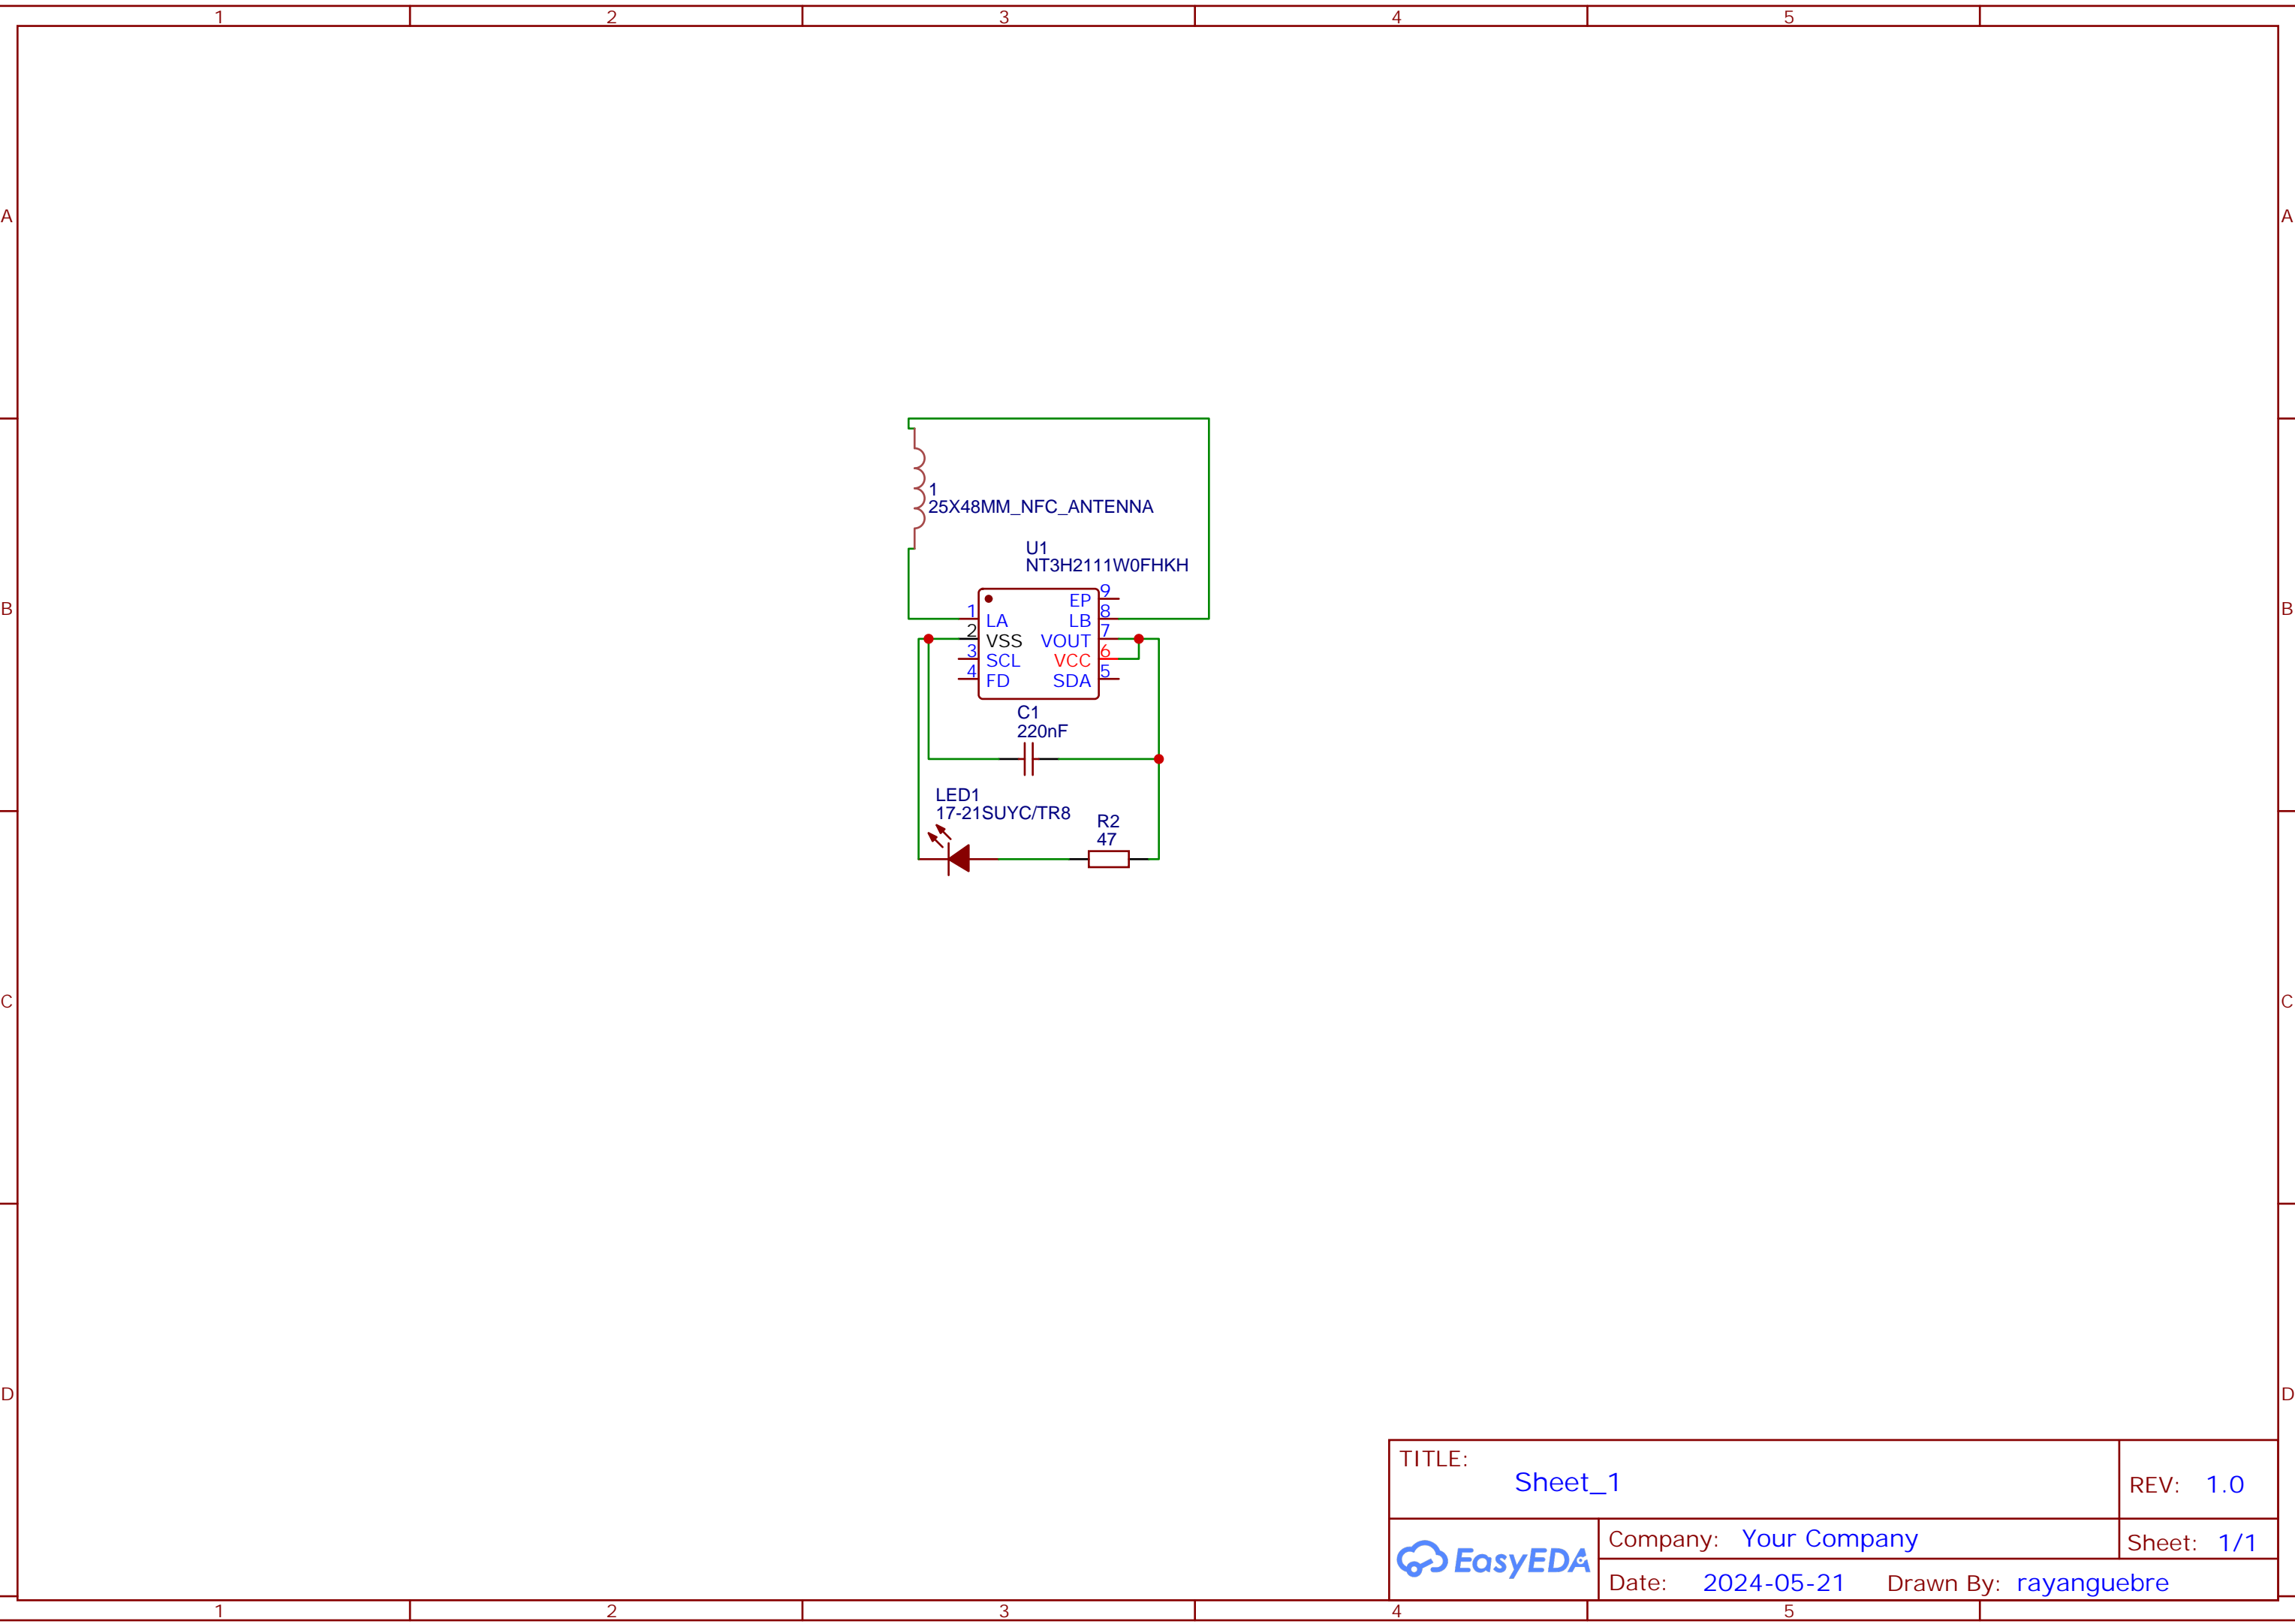 1 2 3 4 5
A A
1
25X48MM_NFC_ANTENNA
U1
NT3H2111W0FHKH
EP 9
1 LA LB 8
B B
2 VSS VOUT 7
3 SCL VCC 6
4 FD SDA 5
C1
220nF
LED1
17-21SUYC/TR8
R2
47
C C
D D
TITLE:
Sheet_1
REV: 1.0
EasyEDA
Company: Your Company
Sheet: 1/1
Date: 2024-05-21 Drawn By: rayanguebre
1 2 3 4 5